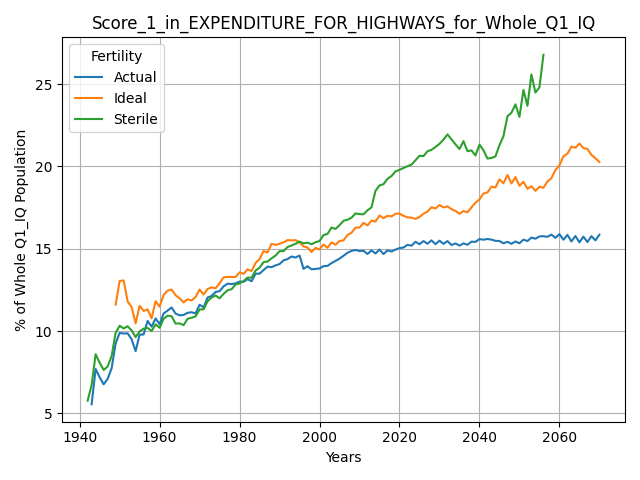 Score_1_in_EXPENDITURE_FOR_HIGHWAYS_for_Whole_Q1_IQ
Fertility
Actual
Ideal
Sterile
% of Whole Q1_IQ Population
25
20
15
10
5
1940 1960 1980 2000 2020 2040 2060
Years